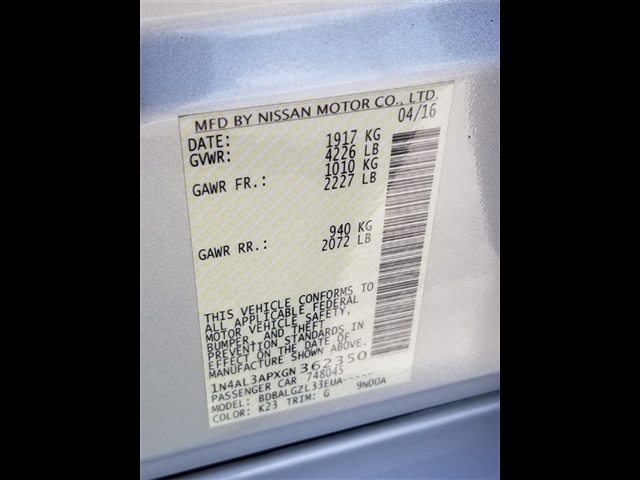 MFD BY NISSAN MOTOR CO., LTD.
DATE: 04/16
GVWR: 1917 KG
4226 LB
GAWR FR.: 1010 KG
2227 LB
GAWR RR.: 940 KG
2072 LB
THIS VEHICLE CONFORMS TO
ALL APPLICABLE FEDERAL
MOTOR VEHICLE SAFETY,
BUMPER, AND THEFT
PREVENTION STANDARDS IN
EFFECT ON THE DATE OF
MANUFACTURE SHOWN ABOVE.
1N4AL3APXGN362350
PASSENGER CAR 74804S
MODEL: BDBALGZL33EUA
COLOR: K23 TRIM: G 9N00A